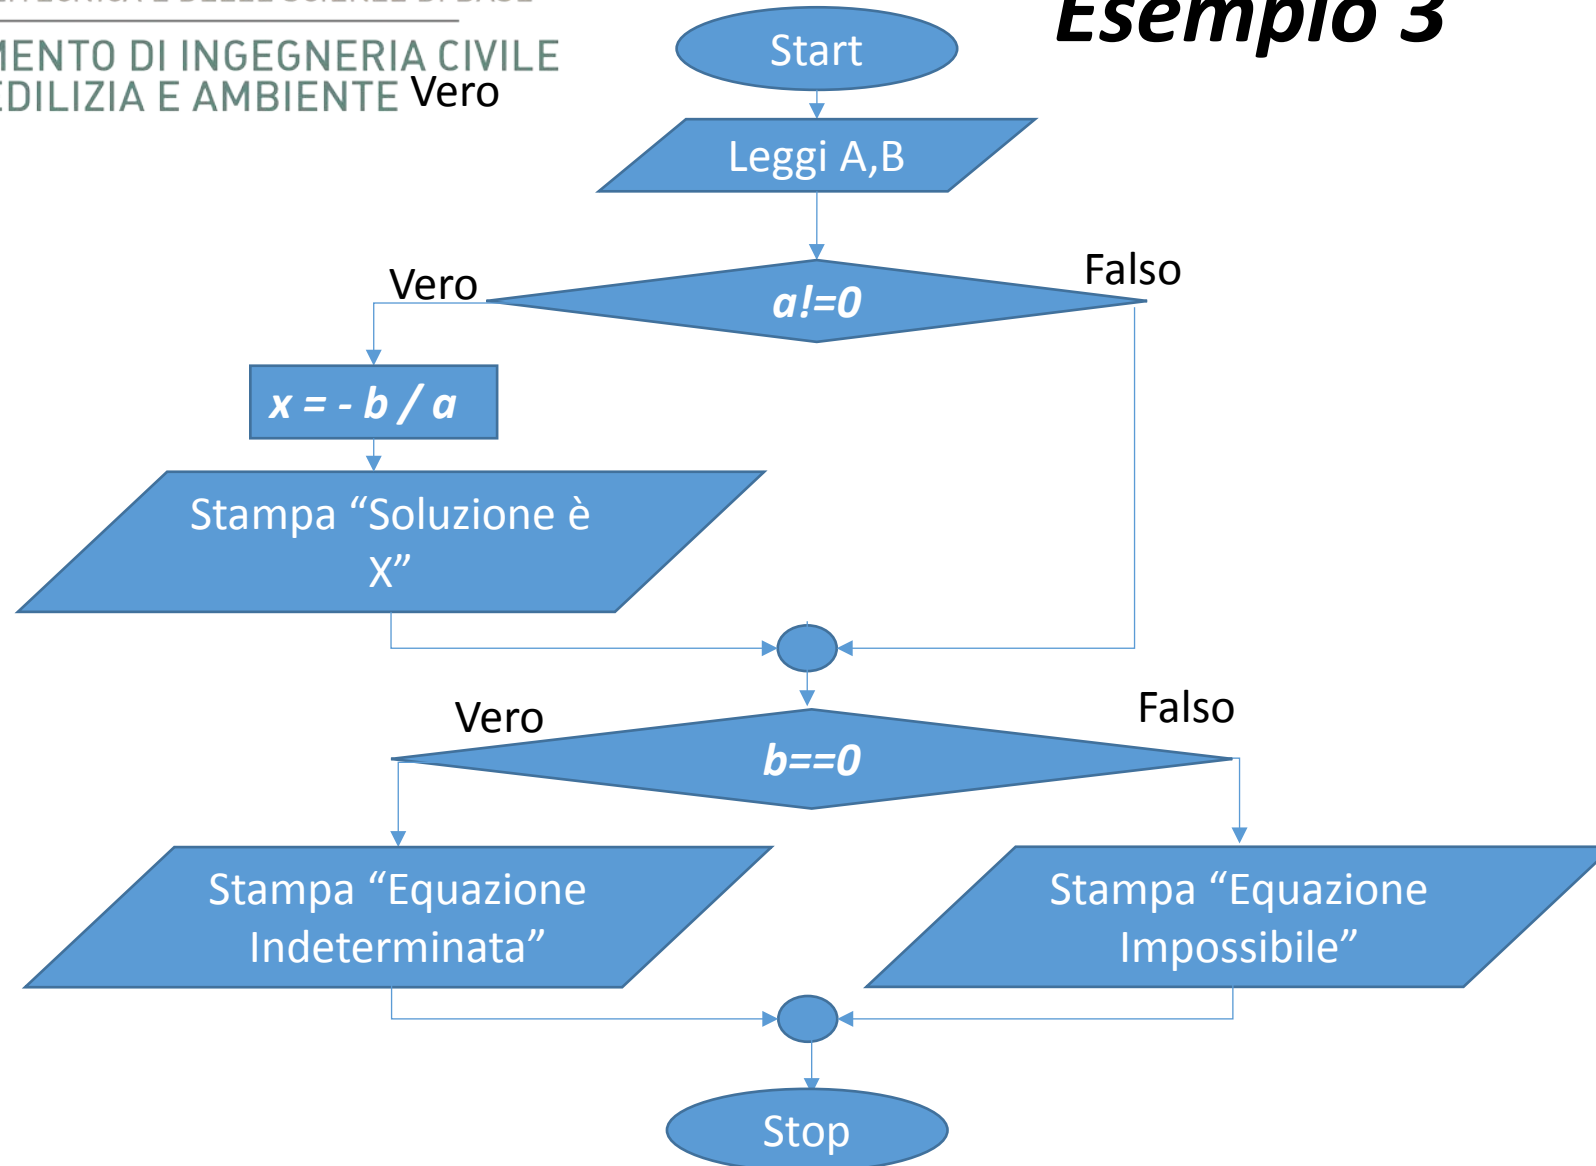 Esempio 3
MENTO DI INGEGNERIA CIVILE
EDILIZIA E AMBIENTE
Vero
Start
Leggi A,B
Vero
Falso
a!=0
x = - b / a
Stampa “Soluzione è
X”
Vero
Falso
b==0
Stampa “Equazione
Indeterminata”
Stampa “Equazione
Impossibile”
Stop